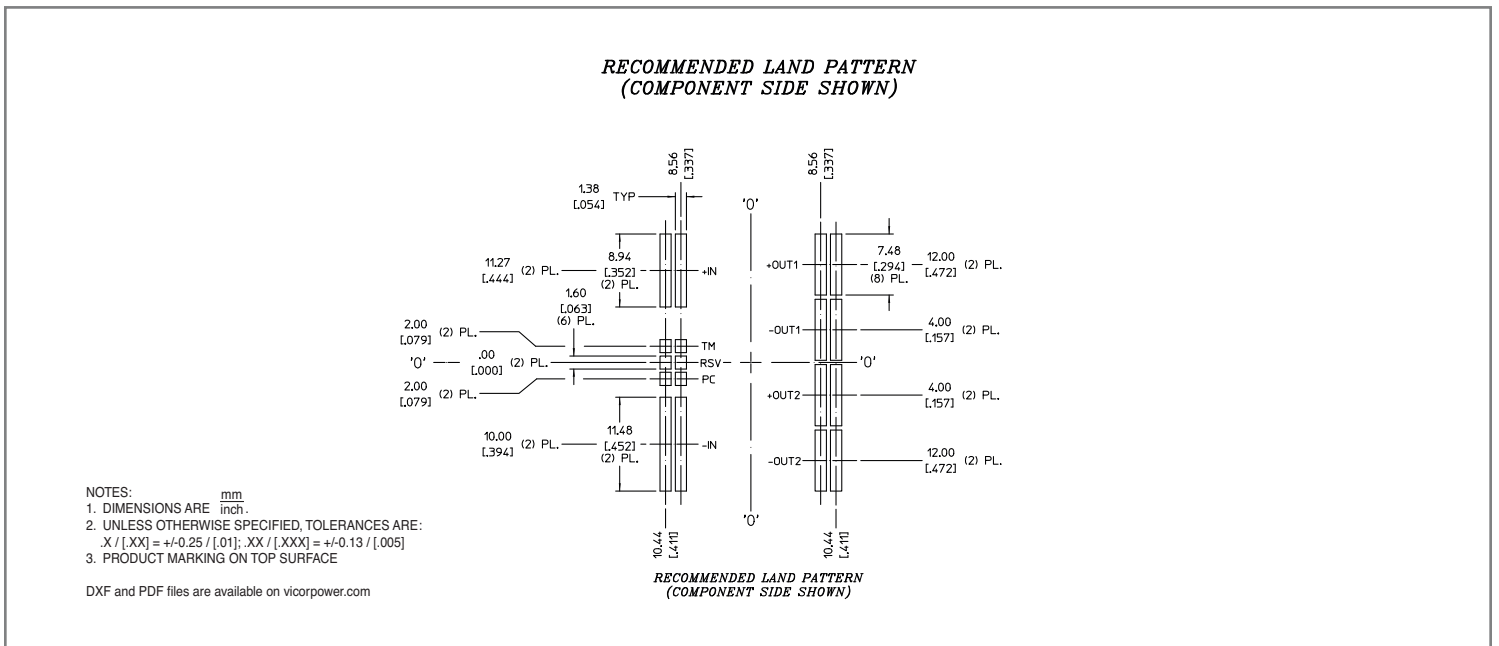 RECOMMENDED LAND PATTERN
(COMPONENT SIDE SHOWN)
8.56
[.337]
8.56
[.337]
1.38
[.054]
TYP
'0'
11.27
[.444]
(2) PL.
8.94
[.352]
(2) PL.
+IN
+OUT1
7.48
[.294]
(8) PL.
12.00
[.472]
(2) PL.
1.60
[.063]
(6) PL.
2.00
[.079]
(2) PL.
TM
-OUT1
4.00
[.157]
(2) PL.
'0'
.00
[.000]
(2) PL.
RSV
'0'
2.00
[.079]
(2) PL.
PC
+OUT2
4.00
[.157]
(2) PL.
10.00
[.394]
(2) PL.
11.48
[.452]
(2) PL.
-IN
-OUT2
12.00
[.472]
(2) PL.
'0'
10.44
[.411]
10.44
[.411]
RECOMMENDED LAND PATTERN
(COMPONENT SIDE SHOWN)
NOTES:
1. DIMENSIONS ARE mm/inch.
2. UNLESS OTHERWISE SPECIFIED, TOLERANCES ARE:
.X / [.XX] = +/-0.25 / [.01]; .XX / [.XXX] = +/-0.13 / [.005]
3. PRODUCT MARKING ON TOP SURFACE
DXF and PDF files are available on vicorpower.com